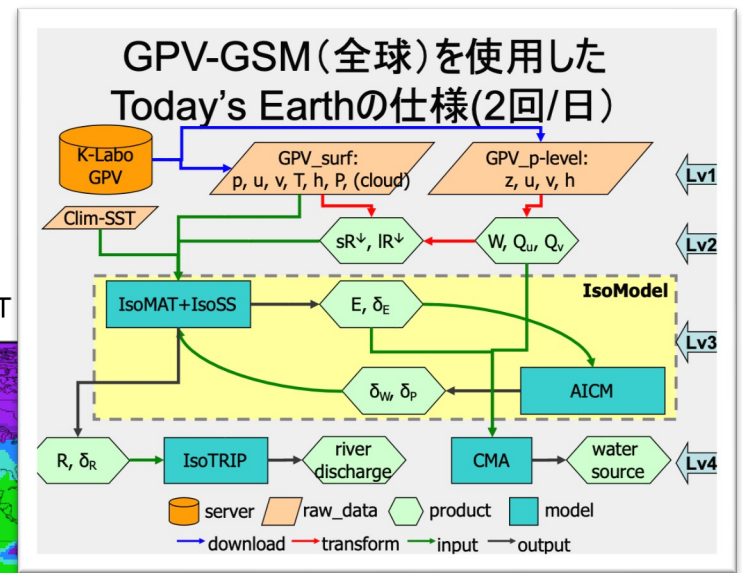 GPV-GSM(全球)を使用した
Today's Earthの仕様(2回/日)
K-Labo
GPV
GPV_surf:
p, u, v, T, h, P, (cloud)
GPV_p-level:
z, u, v, h
Lv1
Clim-SST
sR↓, lR↓
W, Qu, Qv
Lv2
IsoModel
IsoMAT+IsoSS
E, δE
T
Lv3
δW, δP
AICM
R, δR
IsoTRIP
river
discharge
CMA
water
source
Lv4
server
raw_data
product
model
download
transform
input
output